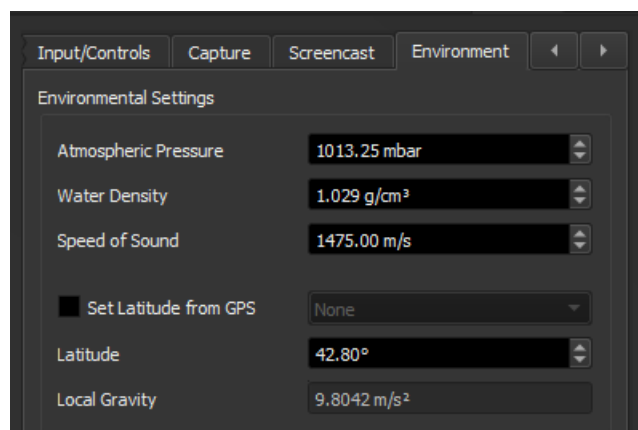 Input/Controls Capture Screencast Environment
Environmental Settings
Atmospheric Pressure 1013.25 mbar
Water Density 1.029 g/cm³
Speed of Sound 1475.00 m/s
Set Latitude from GPS None
Latitude 42.80°
Local Gravity 9.8042 m/s²